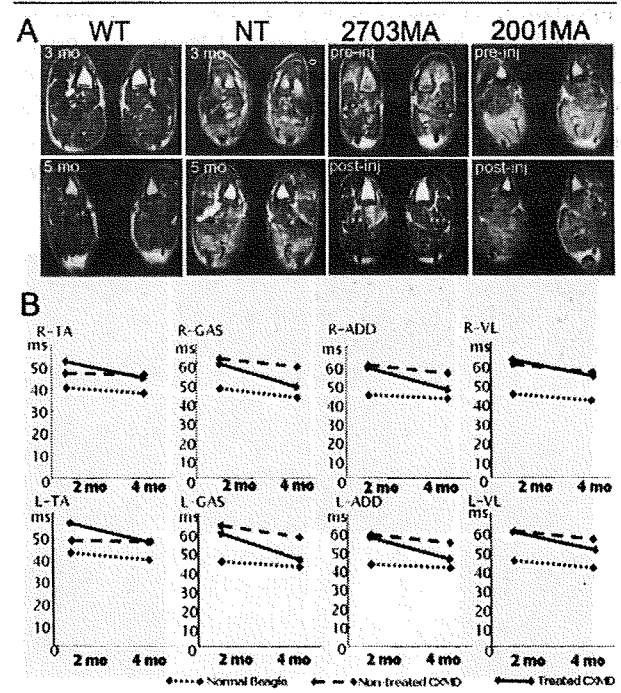 A
WT NT 2703MA 2001MA
3 mo 3 mo pre-inj pre-inj
5 mo 5 mo post-inj post-inj
B
R-TA R-GAS R-ADD R-VL
ms ms ms ms
50 60 60 60
40 50 50 50
30 40 40 40
20 30 30 30
10 20 20 20
0 10 10 10
0 0 0
2 mo 4 mo 2 mo 4 mo 2 mo 4 mo 2 mo 4 mo
L-TA L-GAS L-ADD L-VL
ms ms ms ms
50 60 60 60
40 50 50 50
30 40 40 40
20 30 30 30
10 20 20 20
0 10 10 10
0 0 0
2 mo 4 mo 2 mo 4 mo 2 mo 4 mo 2 mo 4 mo
Normal Beagle Non-treated CXMD Treated CXMD